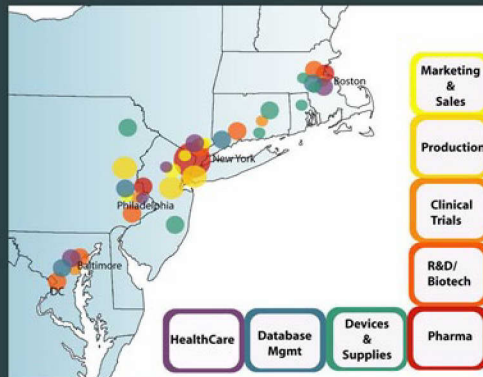 Boston
Marketing
&
Sales
New York
Production
Philadelphia
Clinical
Trials
Baltimore
DC
R&D/
Biotech
HealthCare
Database
Mgmt
Devices
&
Supplies
Pharma